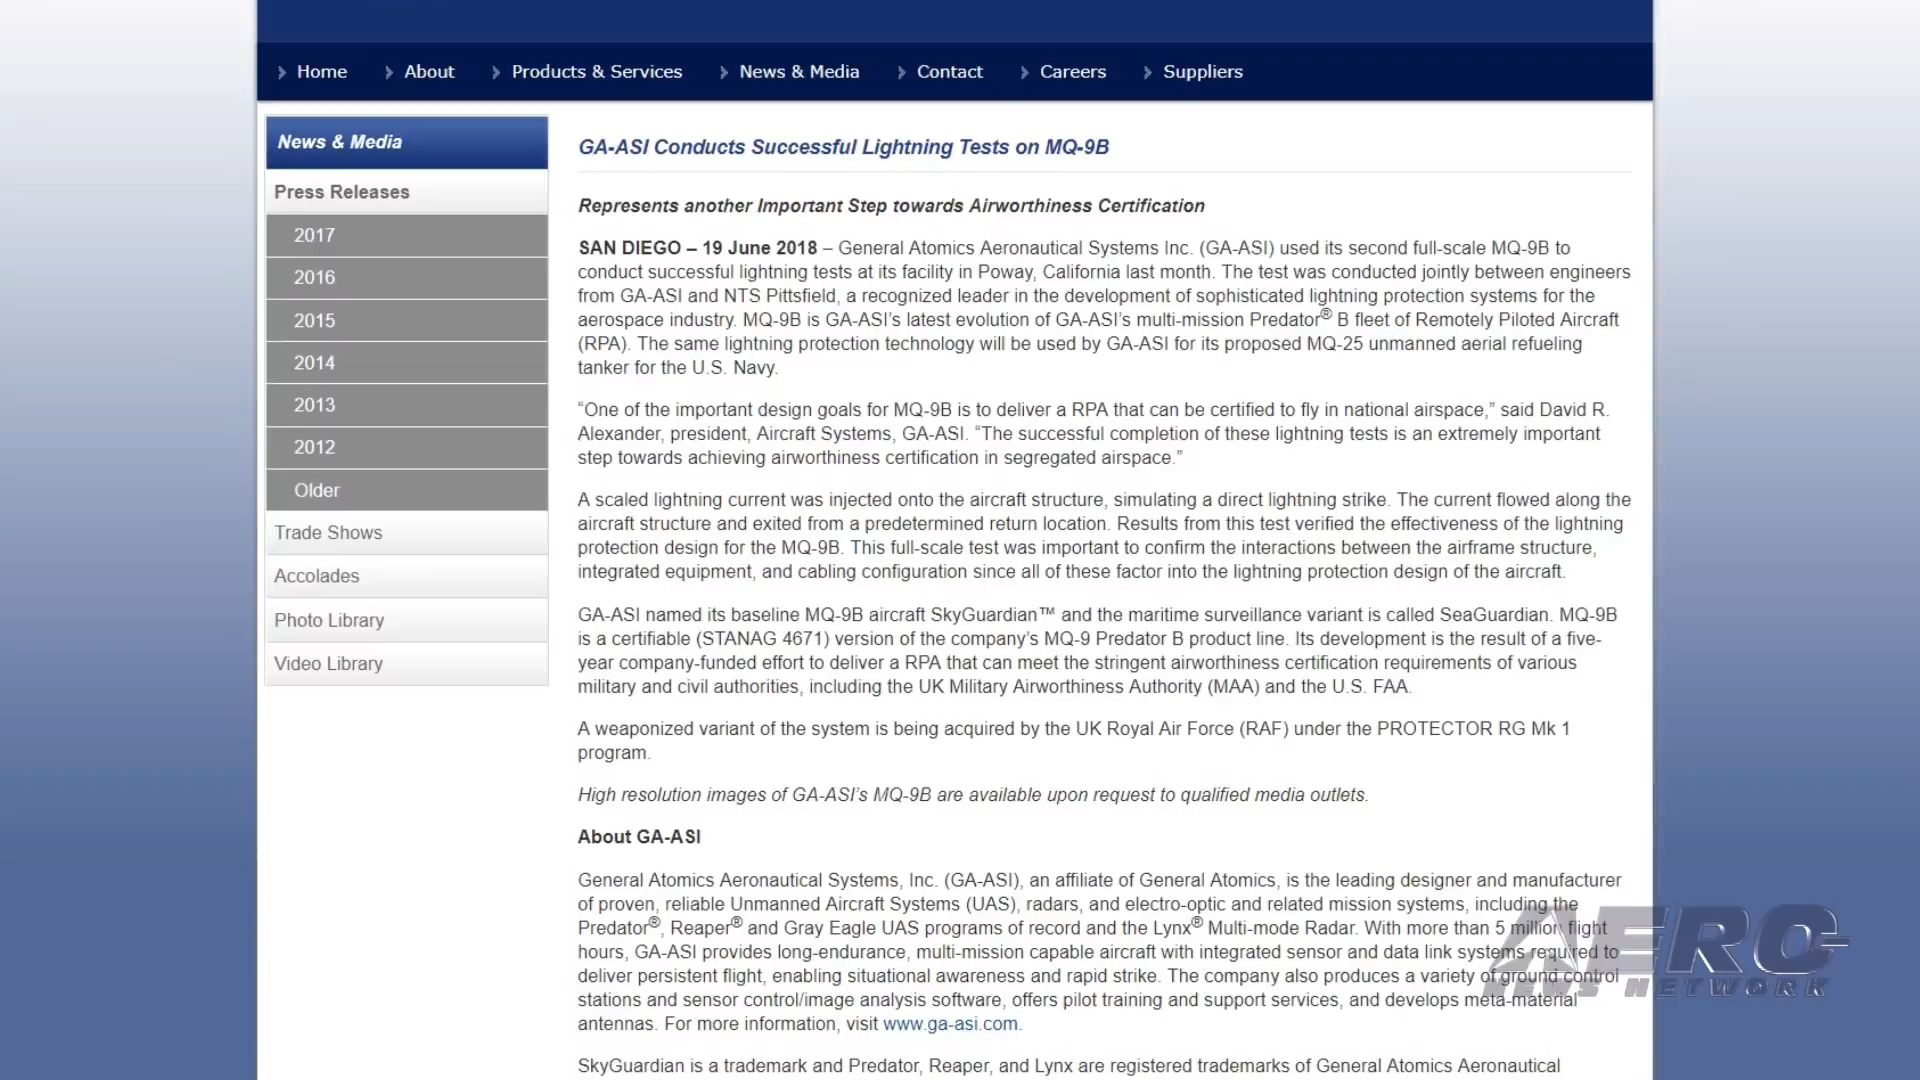 Home
About
Products & Services
News & Media
Contact
Careers
Suppliers
News & Media
Press Releases
2017
2016
2015
2014
2013
2012
Older
Trade Shows
Accolades
Photo Library
Video Library
GA-ASI Conducts Successful Lightning Tests on MQ-9B
Represents another Important Step towards Airworthiness Certification
SAN DIEGO – 19 June 2018 – General Atomics Aeronautical Systems Inc. (GA-ASI) used its second full-scale MQ-9B to
conduct successful lightning tests at its facility in Poway, California last month. The test was conducted jointly between engineers
from GA-ASI and NTS Pittsfield, a recognized leader in the development of sophisticated lightning protection systems for the
aerospace industry. MQ-9B is GA-ASI’s latest evolution of GA-ASI’s multi-mission Predator® B fleet of Remotely Piloted Aircraft
(RPA). The same lightning protection technology will be used by GA-ASI for its proposed MQ-25 unmanned aerial refueling
tanker for the U.S. Navy.
“One of the important design goals for MQ-9B is to deliver a RPA that can be certified to fly in national airspace,” said David R.
Alexander, president, Aircraft Systems, GA-ASI. “The successful completion of these lightning tests is an extremely important
step towards achieving airworthiness certification in segregated airspace.”
A scaled lightning current was injected onto the aircraft structure, simulating a direct lightning strike. The current flowed along the
aircraft structure and exited from a predetermined return location. Results from this test verified the effectiveness of the lightning
protection design for the MQ-9B. This full-scale test was important to confirm the interactions between the airframe structure,
integrated equipment, and cabling configuration since all of these factor into the lightning protection design of the aircraft.
GA-ASI named its baseline MQ-9B aircraft SkyGuardian™ and the maritime surveillance variant is called SeaGuardian. MQ-9B
is a certifiable (STANAG 4671) version of the company’s MQ-9 Predator B product line. Its development is the result of a five-
year company-funded effort to deliver a RPA that can meet the stringent airworthiness certification requirements of various
military and civil authorities, including the UK Military Airworthiness Authority (MAA) and the U.S. FAA.
A weaponized variant of the system is being acquired by the UK Royal Air Force (RAF) under the PROTECTOR RG Mk 1
program.
High resolution images of GA-ASI’s MQ-9B are available upon request to qualified media outlets.
About GA-ASI
General Atomics Aeronautical Systems, Inc. (GA-ASI), an affiliate of General Atomics, is the leading designer and manufacturer
of proven, reliable Unmanned Aircraft Systems (UAS), radars, and electro-optic and related mission systems, including the
Predator®, Reaper® and Gray Eagle UAS programs of record and the Lynx® Multi-mode Radar. With more than 5 million flight
hours, GA-ASI provides long-endurance, multi-mission capable aircraft with integrated sensor and data link systems required to
deliver persistent flight, enabling situational awareness and rapid strike. The company also produces a variety of ground control
stations and sensor control/image analysis software, offers pilot training and support services, and develops meta-material
antennas. For more information, visit www.ga-asi.com.
SkyGuardian is a trademark and Predator, Reaper, and Lynx are registered trademarks of General Atomics Aeronautical
AERO
NEWS NETWORK